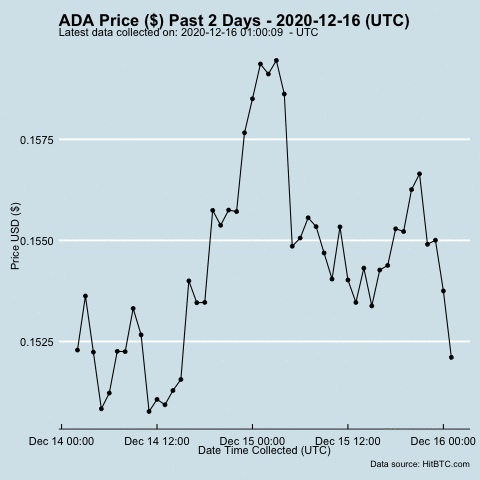 ADA Price ($) Past 2 Days - 2020-12-16 (UTC)
Latest data collected on: 2020-12-16 01:00:09 - UTC
0.1575
0.1550
0.1525
Price USD ($)
Dec 14 00:00 Dec 14 12:00 Dec 15 00:00 Dec 15 12:00 Dec 16 00:00
Date Time Collected (UTC)
Data source: HitBTC.com